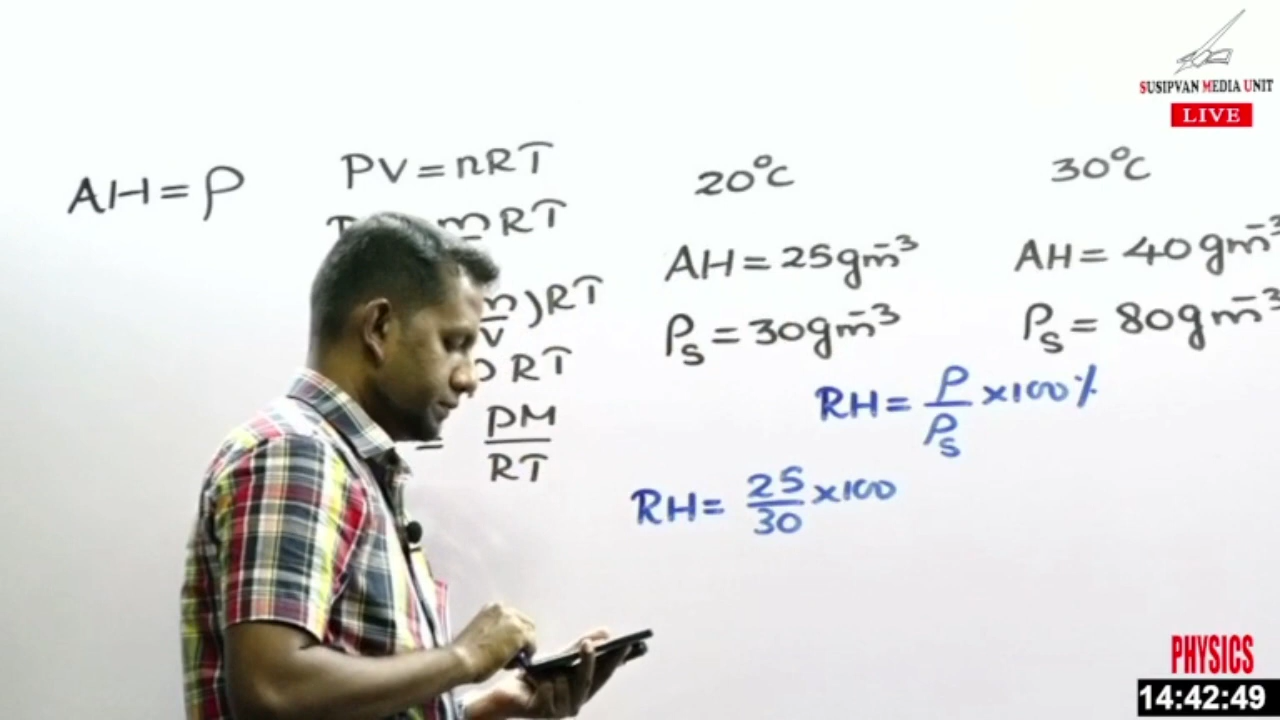 SUSIPVAN MEDIA UNIT
LIVE
AH = ρ
PV = nRT
RT
)RT
RT
= PM/RT
20°C
AH = 25gm⁻³
ρₛ = 30gm⁻³
30°C
AH = 40gm⁻³
ρₛ = 80gm⁻³
RH = ρ/ρₛ ×100%
RH = 25/30 ×100
PHYSICS
14:42:49